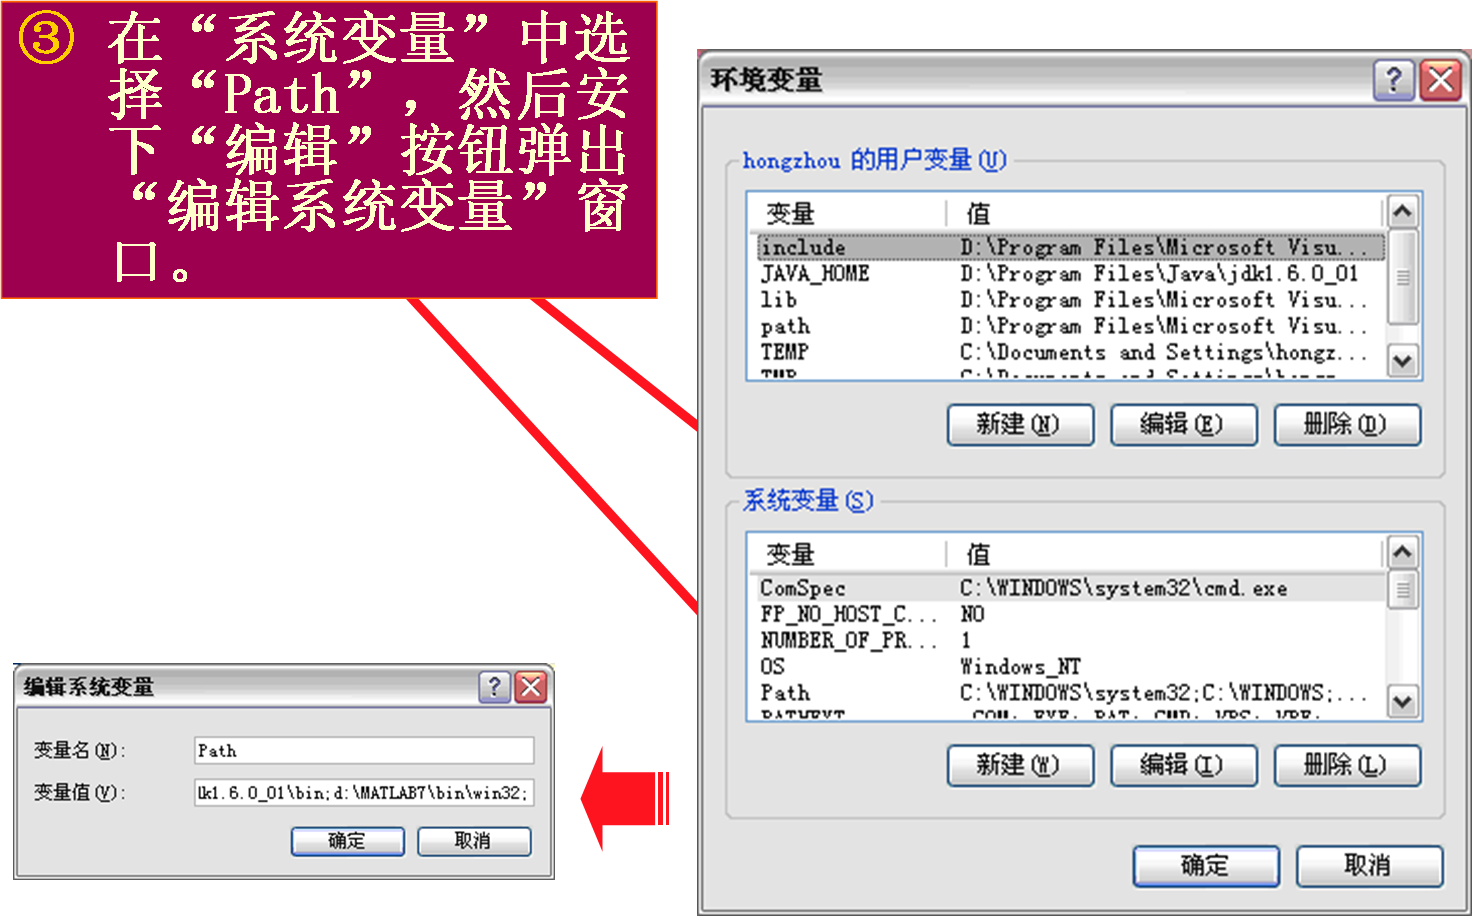 ③ 在“系统变量”中选
择“Path”，然后安
下“编辑”按钮弹出
“编辑系统变量”窗
口。
环境变量
hongzhou 的用户变量(U)
变量 值
include D:\Program Files\Microsoft Visu...
JAVA_HOME D:\Program Files\Java\jdk1.6.0_01
lib D:\Program Files\Microsoft Visu...
path D:\Program Files\Microsoft Visu...
TEMP C:\Documents and Settings\hongz...
新建(N) 编辑(E) 删除(D)
系统变量(S)
变量 值
ComSpec C:\WINDOWS\system32\cmd.exe
FP_NO_HOST_C... NO
NUMBER_OF_PR... 1
OS Windows_NT
Path C:\WINDOWS\system32;C:\WINDOWS;...
新建(W) 编辑(I) 删除(L)
确定 取消
编辑系统变量
变量名(N): Path
变量值(V): lk1.6.0_01\bin;d:\MATLAB7\bin\win32;
确定 取消